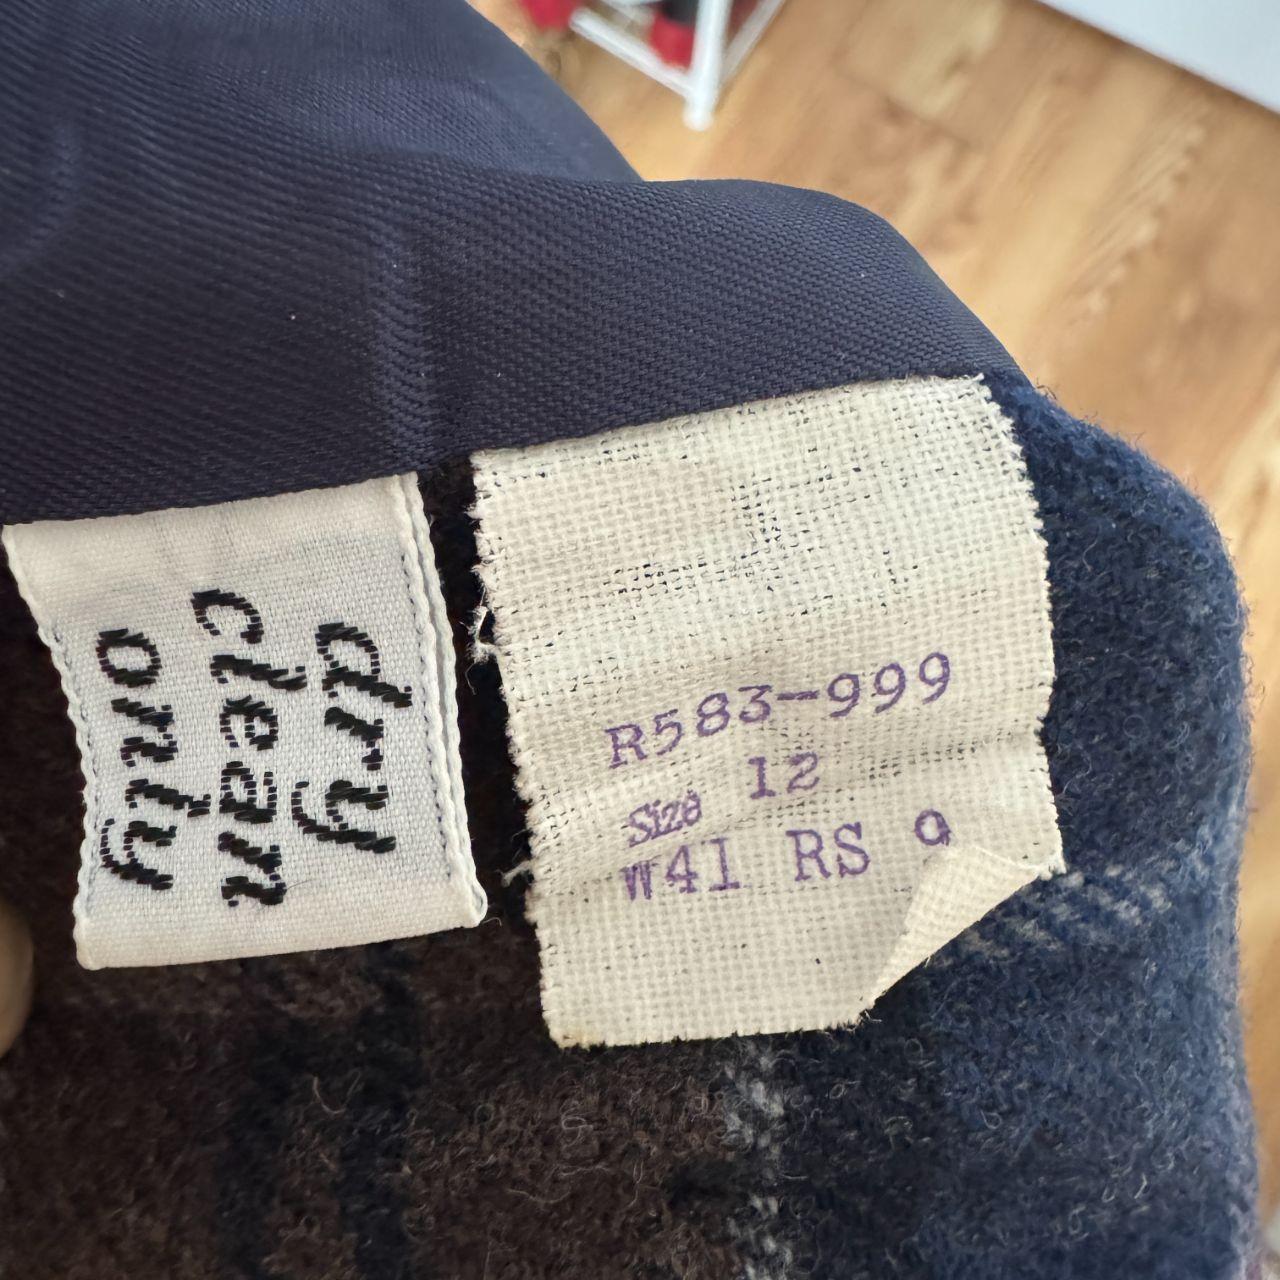 dry
clean
only
R583-999
Size 12
W41 RS 9